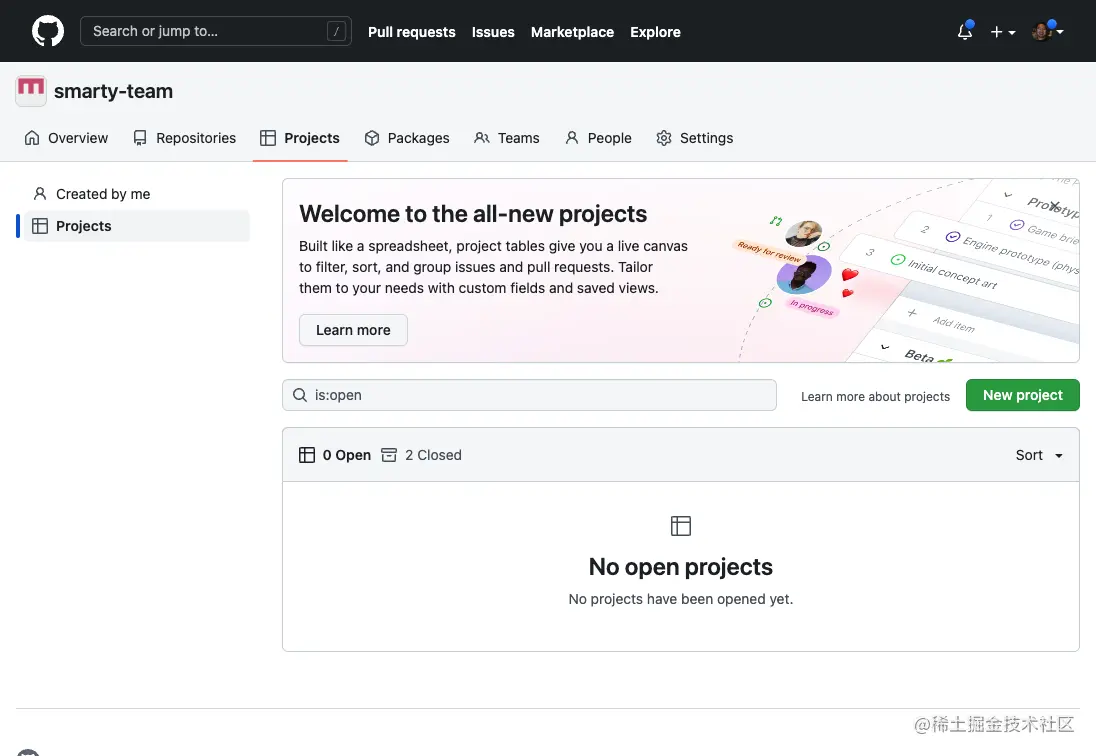 Search or jump to... /
Pull requests Issues Marketplace Explore
smarty-team
Overview Repositories Projects Packages Teams People Settings
Created by me
Projects
Welcome to the all-new projects
Built like a spreadsheet, project tables give you a live canvas
to filter, sort, and group issues and pull requests. Tailor
them to your needs with custom fields and saved views.
Learn more
Ready for review
In progress
Prototyp
1 Game brie
2 Engine prototype (phys
3 Initial concept art
+ Add item
Beta
is:open
Learn more about projects
New project
0 Open 2 Closed
Sort
No open projects
No projects have been opened yet.
@稀土掘金技术社区